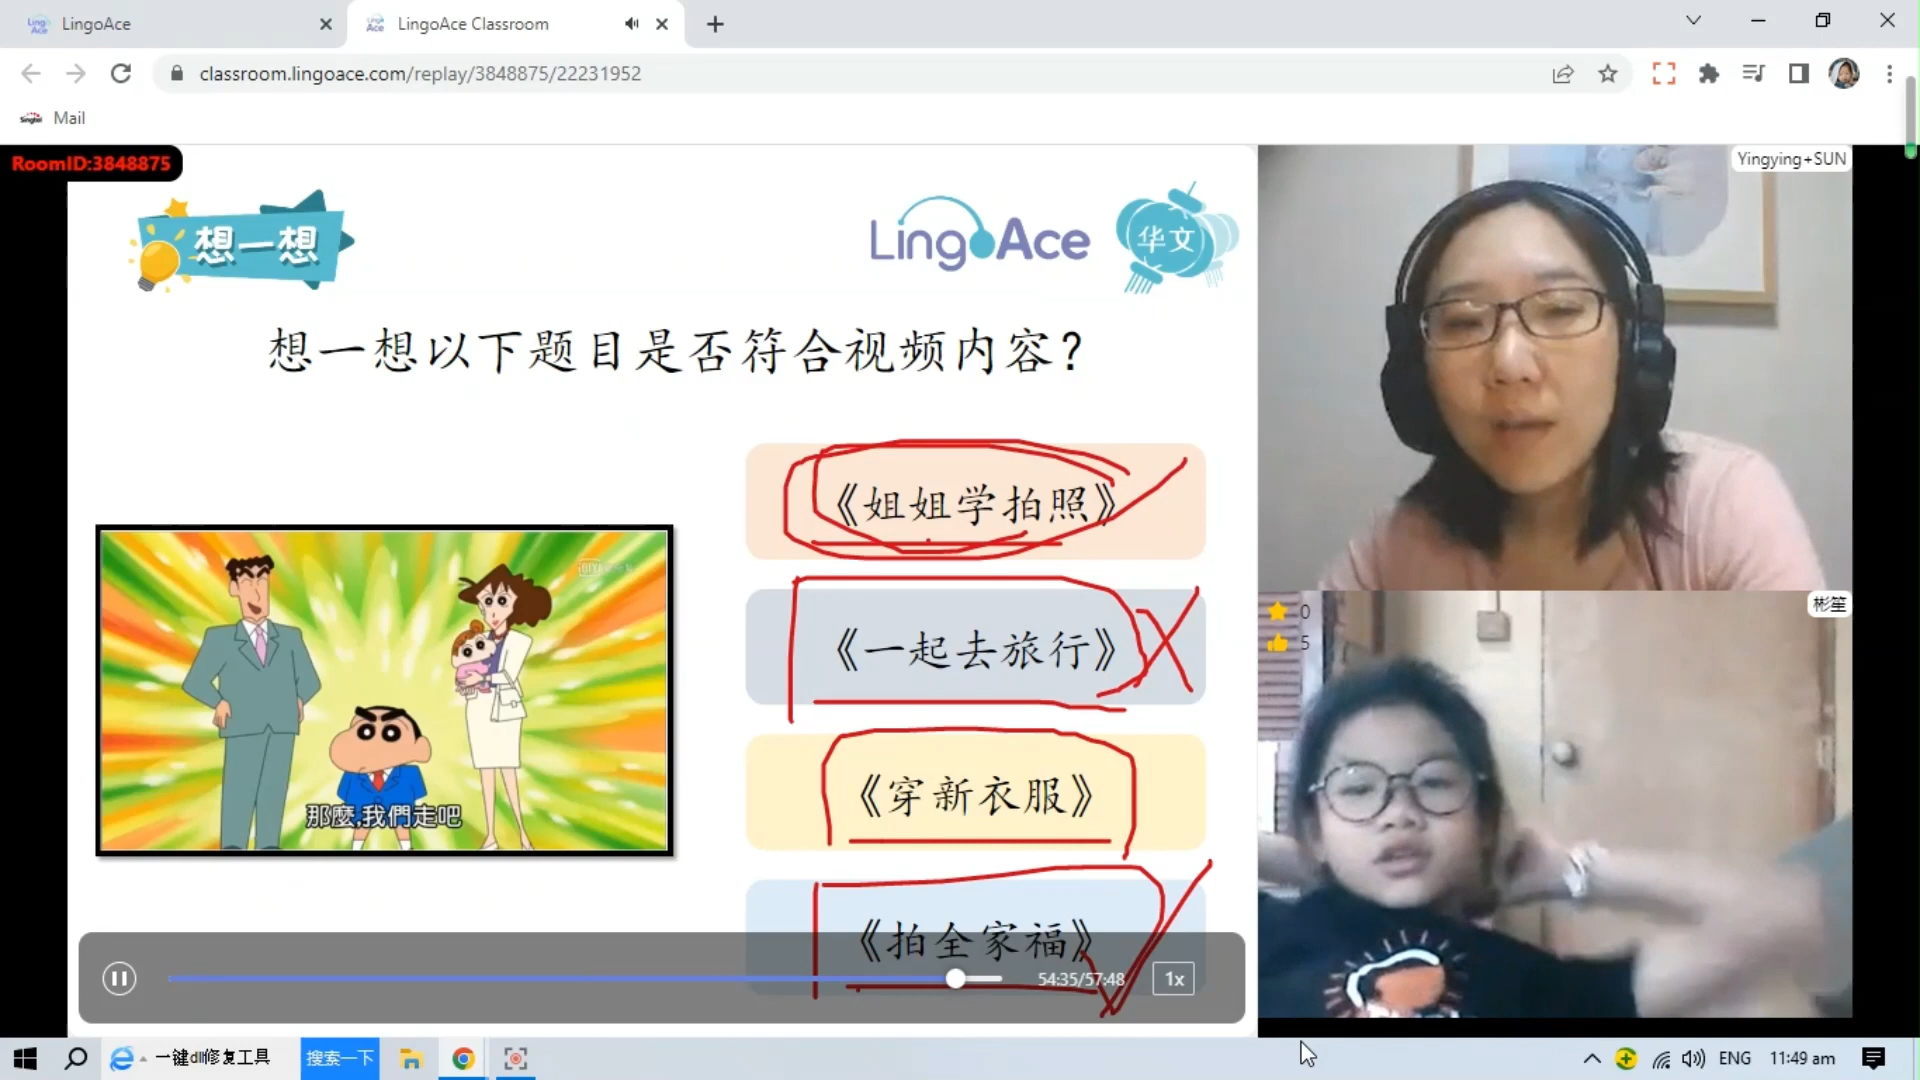 LingoAce
LingoAce Classroom
classroom.lingoace.com/replay/3848875/22231952
Singtel Mail
RoomID:3848875
想一想
LingoAce
华文
想一想以下题目是否符合视频内容？
《姐姐学拍照》
《一起去旅行》
《穿新衣服》
《拍全家福》
那麼,我們走吧
54:35/57:48
1x
Yingying+SUN
彬笙
0
5
一键dll修复工具
搜索一下
ENG
11:49 am